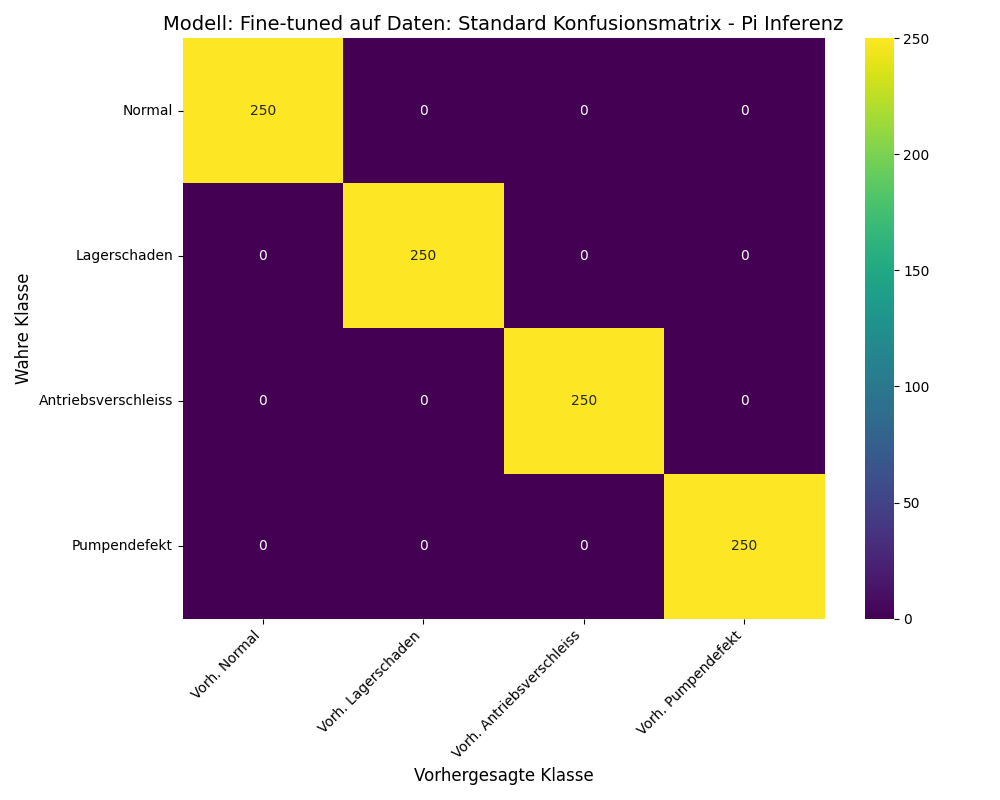 Modell: Fine-tuned auf Daten: Standard Konfusionsmatrix - Pi Inferenz
Wahre Klasse
Normal
250 0 0 0
Lagerschaden
0 250 0 0
Antriebsverschleiss
0 0 250 0
Pumpendefekt
0 0 0 250
Vorh. Normal
Vorh. Lagerschaden
Vorh. Antriebsverschleiss
Vorh. Pumpendefekt
Vorhergesagte Klasse
250
200
150
100
50
0